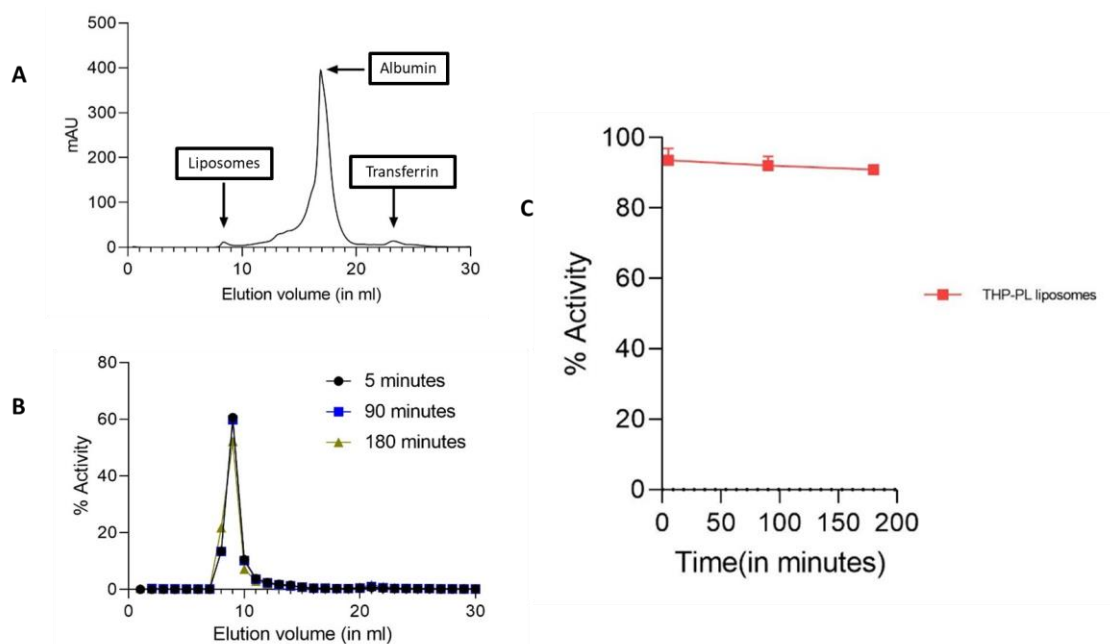 A
500
400
300
200
100
0
mAU
Liposomes
Albumin
Transferrin
0
10
20
30
Elution volume (in ml)
B
80
60
40
20
0
% Activity
5 minutes
90 minutes
180 minutes
0
10
20
30
Elution volume (in ml)
C
100
80
60
40
20
0
% Activity
0
50
100
150
200
Time(in minutes)
THP-PL liposomes